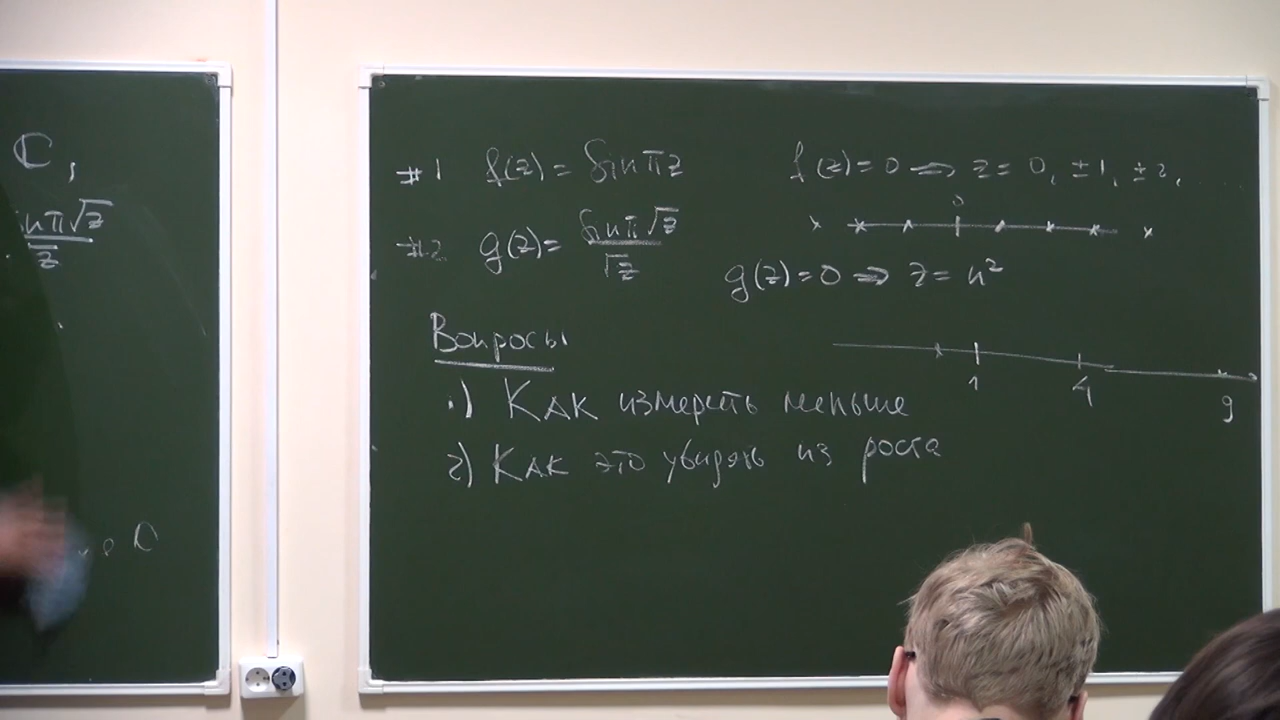 ℂ,
sin π√z
√z
#1 f(z) = Sin πz f(z) = 0 ⟺ z = 0, ±1, ±2, ...
0
#2 g(z) = Sin π√z / √z
g(z) = 0 ⇒ z = n²
Вопросы
1) Как измерять меньше
1 4 9
2) Как это увидеть из роста